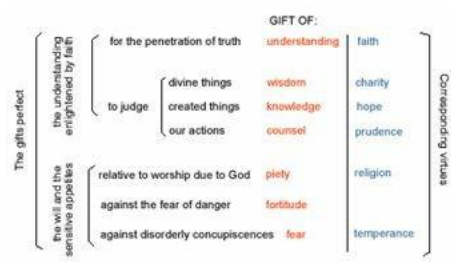 GIFT OF:
The gifts perfect
the understanding
enlightened by faith
for the penetration of truth understanding faith
to judge
divine things wisdom charity
created things knowledge hope
our actions counsel prudence
the will and the
sensitive appetites
relative to worship due to God piety religion
against the fear of danger fortitude
against disorderly concupiscences fear temperance
Corresponding virtues